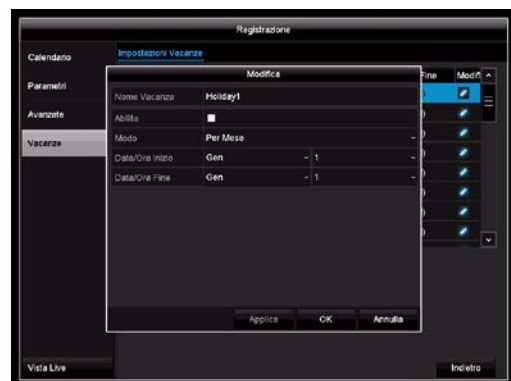 Registrazione
Calendario
Impostazioni Vacanze
Parametri
Avanzate
Vacanze
Fine Modifi
Modifica
Nome Vacanza Holiday1
Abilita
Modo Per Mese
Data/Ora Inizio Gen 1
Data/Ora Fine Gen 1
Applica OK Annulla
Vista Live Indietro